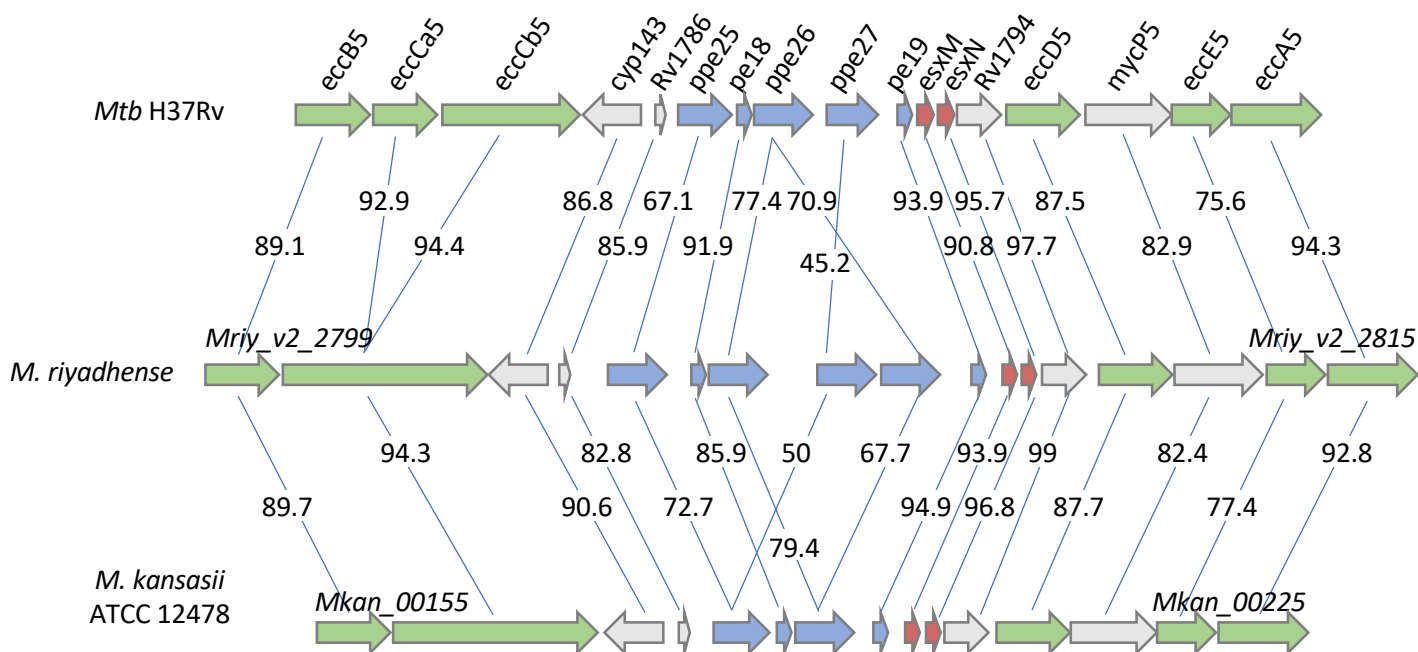 eccB5 eccCa5 eccCb5 cyp143 Rv1786 ppe25 pe18 ppe26 ppe27 pe19 esxM esxN Rv1794 eccD5 mycP5 eccE5 eccA5
Mtb H37Rv
92.9 86.8 67.1 77.4 70.9 93.9 95.7 87.5 75.6
89.1 94.4 85.9 91.9 45.2 90.8 97.7 82.9 94.3
Mriy_v2_2799 Mriy_v2_2815
M. riyadhense
94.3 82.8 85.9 50 67.7 93.9 99 82.4 92.8
89.7 90.6 72.7 94.9 96.8 87.7 77.4
79.4
M. kansasii
ATCC 12478
Mkan_00155 Mkan_00225